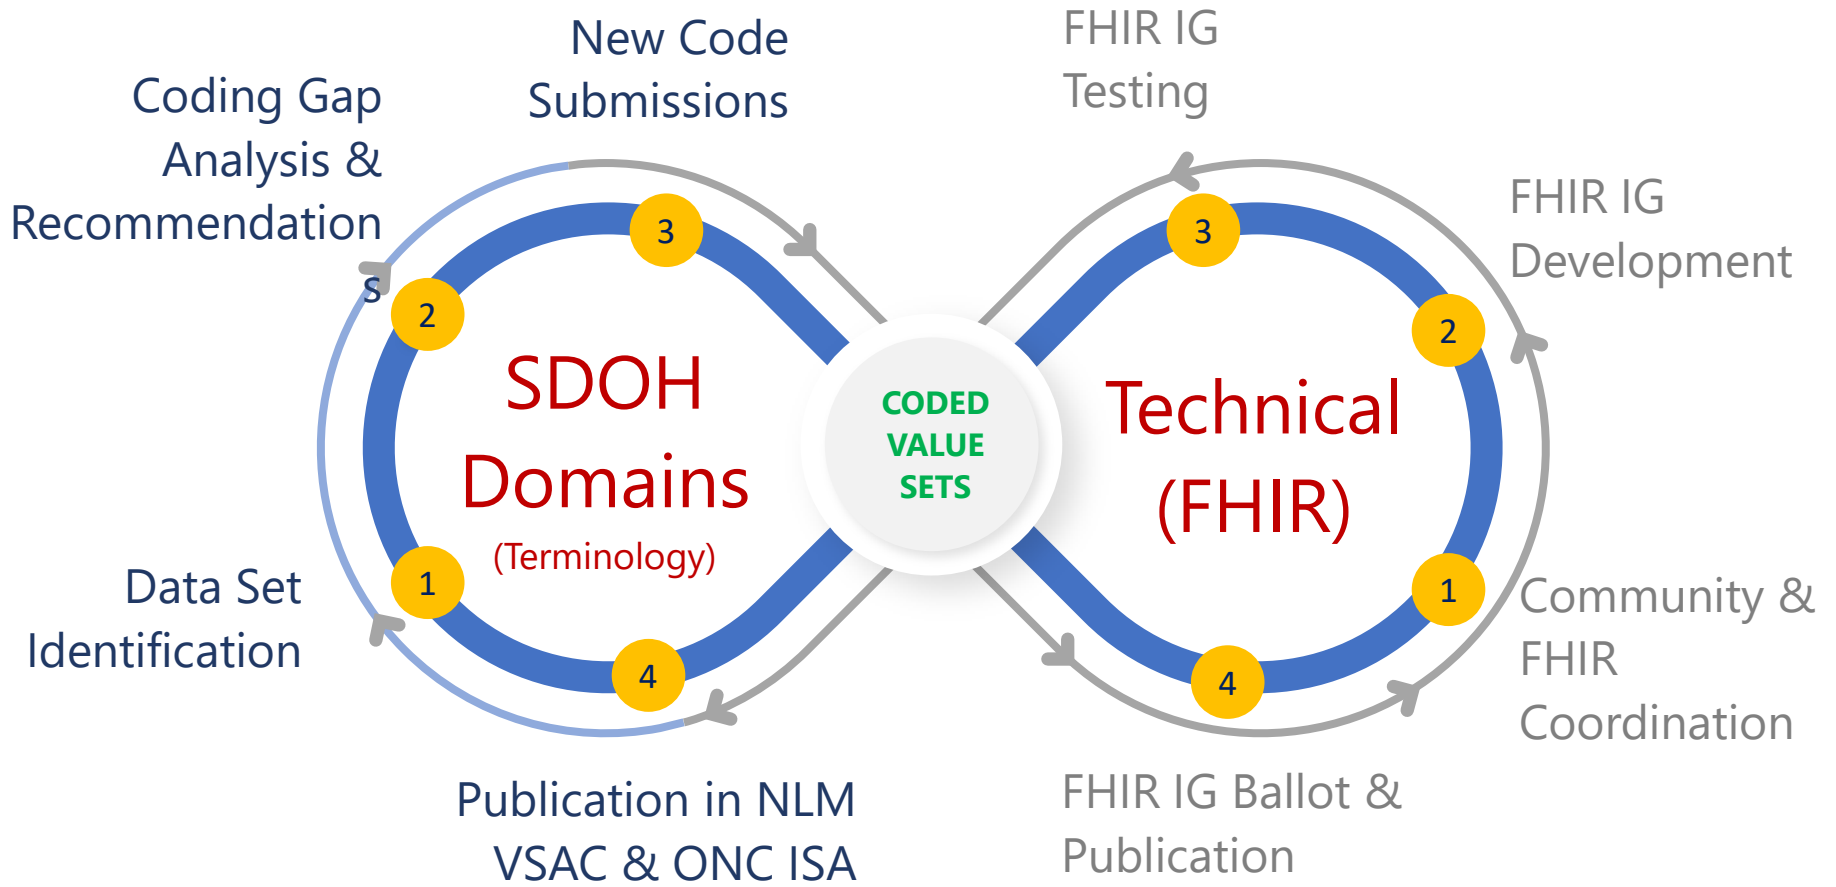 New Code
Submissions
Coding Gap
Analysis &
Recommendation
s
Data Set
Identification
Publication in NLM
VSAC & ONC ISA
3
2
1
4
SDOH
Domains
(Terminology)
CODED
VALUE
SETS
Technical
(FHIR)
3
2
1
4
FHIR IG
Testing
FHIR IG
Development
Community &
FHIR
Coordination
FHIR IG Ballot &
Publication